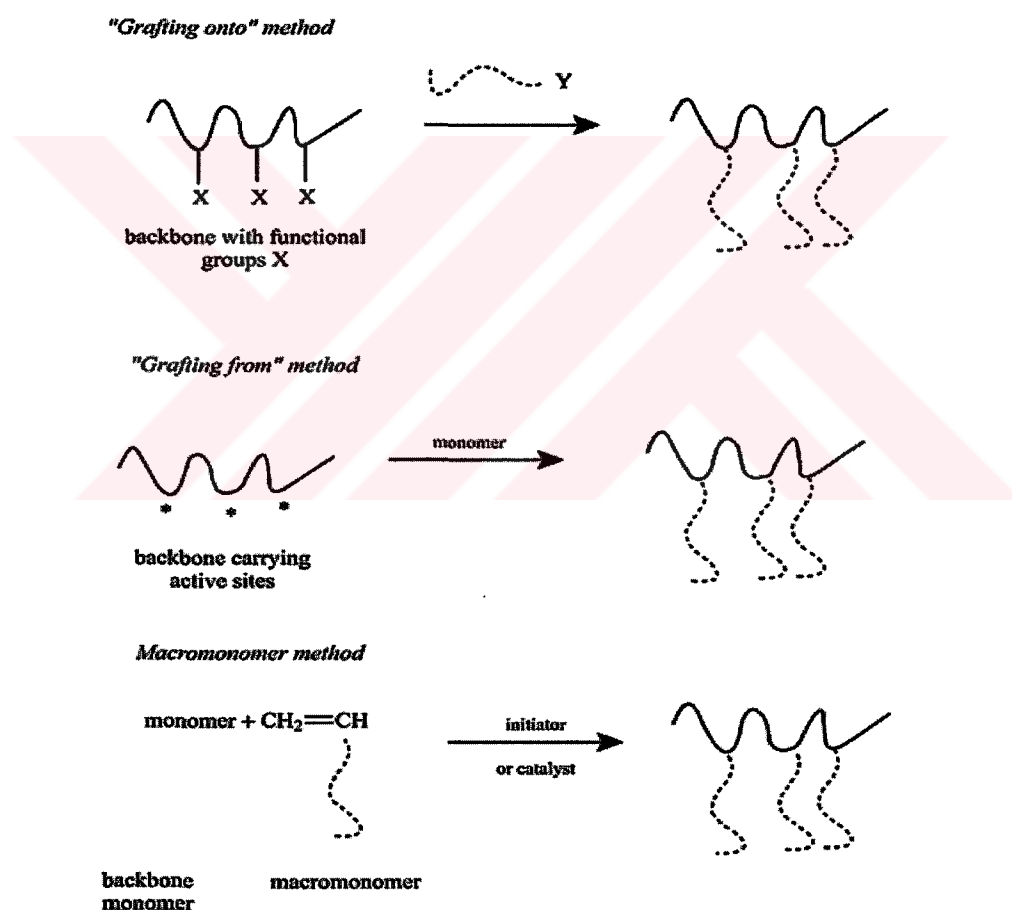 "Grafting onto" method
Y
X X X
backbone with functional
groups X
"Grafting from" method
monomer
* * *
backbone carrying
active sites
Macromonomer method
monomer + CH₂=CH
initiator
or catalyst
backbone
monomer
macromonomer